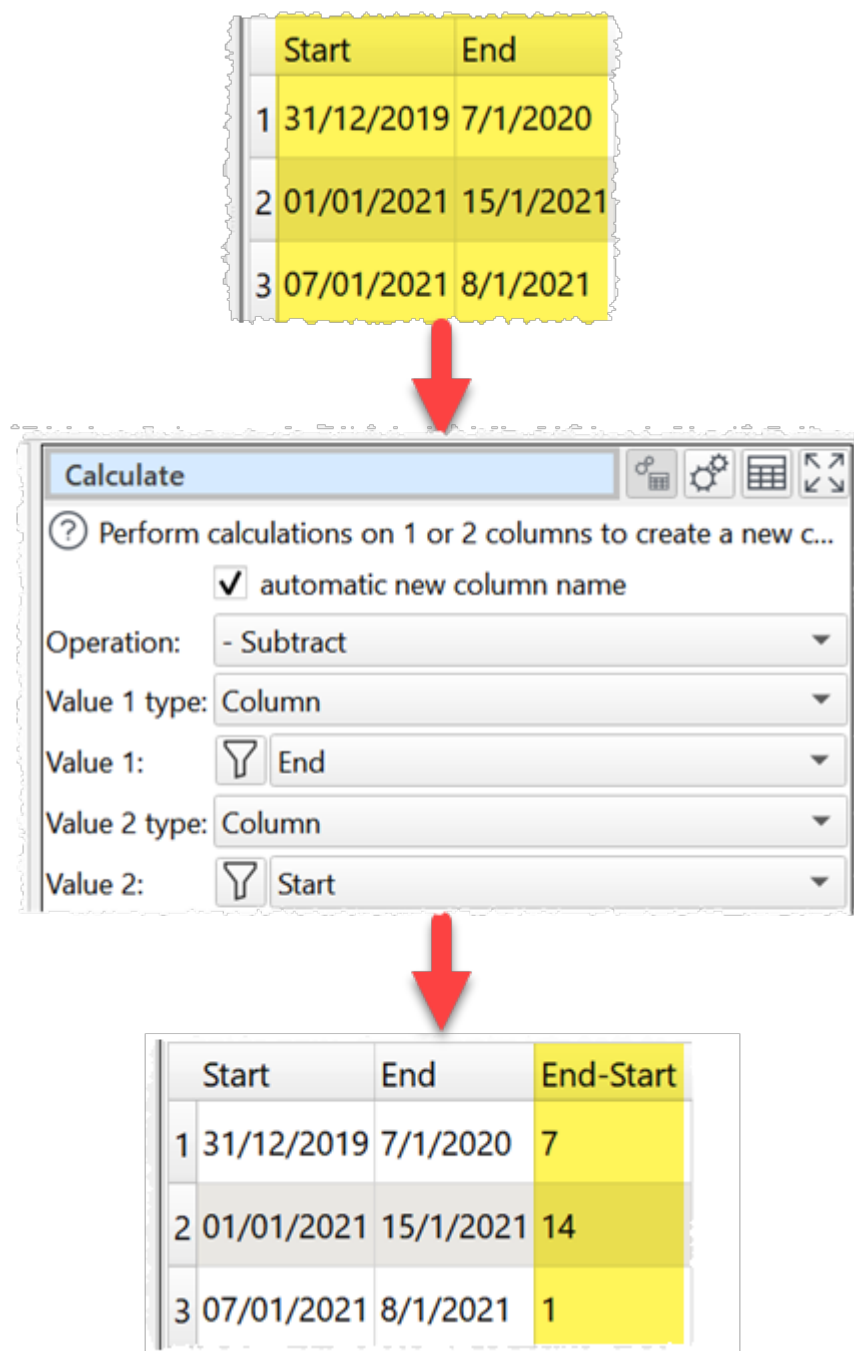 Start End
1 31/12/2019 7/1/2020
2 01/01/2021 15/1/2021
3 07/01/2021 8/1/2021
Calculate
? Perform calculations on 1 or 2 columns to create a new c...
automatic new column name
Operation: - Subtract
Value 1 type: Column
Value 1: End
Value 2 type: Column
Value 2: Start
Start End End-Start
1 31/12/2019 7/1/2020 7
2 01/01/2021 15/1/2021 14
3 07/01/2021 8/1/2021 1